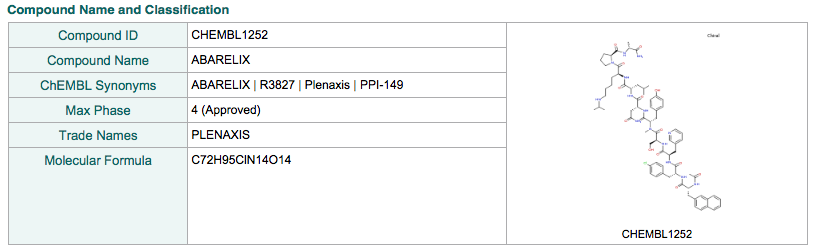 Compound Name and Classification
Compound ID CHEMBL1252
Compound Name ABARELIX
ChEMBL Synonyms ABARELIX | R3827 | Plenaxis | PPI-149
Max Phase 4 (Approved)
Trade Names PLENAXIS
Molecular Formula C72H95ClN14O14
Chiral
CHEMBL1252